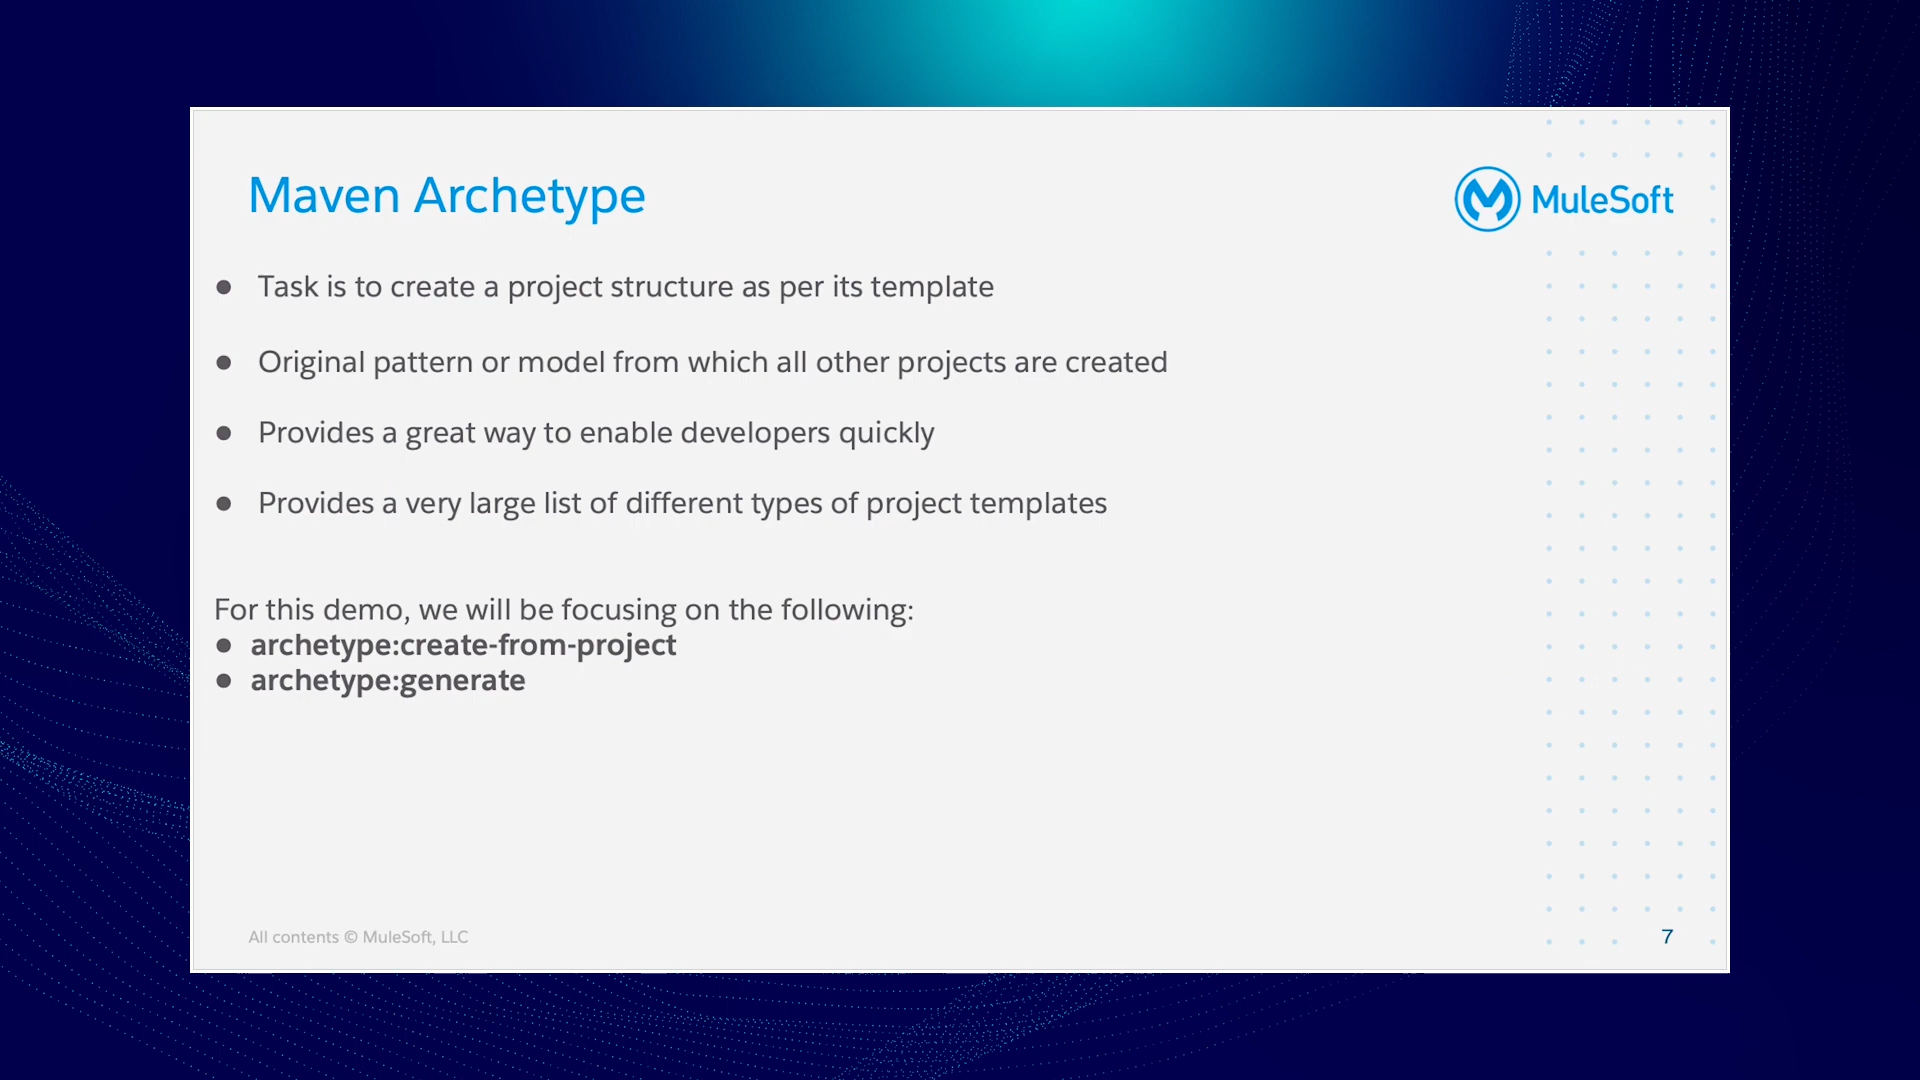 Maven Archetype
MuleSoft
● Task is to create a project structure as per its template
● Original pattern or model from which all other projects are created
● Provides a great way to enable developers quickly
● Provides a very large list of different types of project templates
For this demo, we will be focusing on the following:
● archetype:create-from-project
● archetype:generate
All contents © MuleSoft, LLC
7